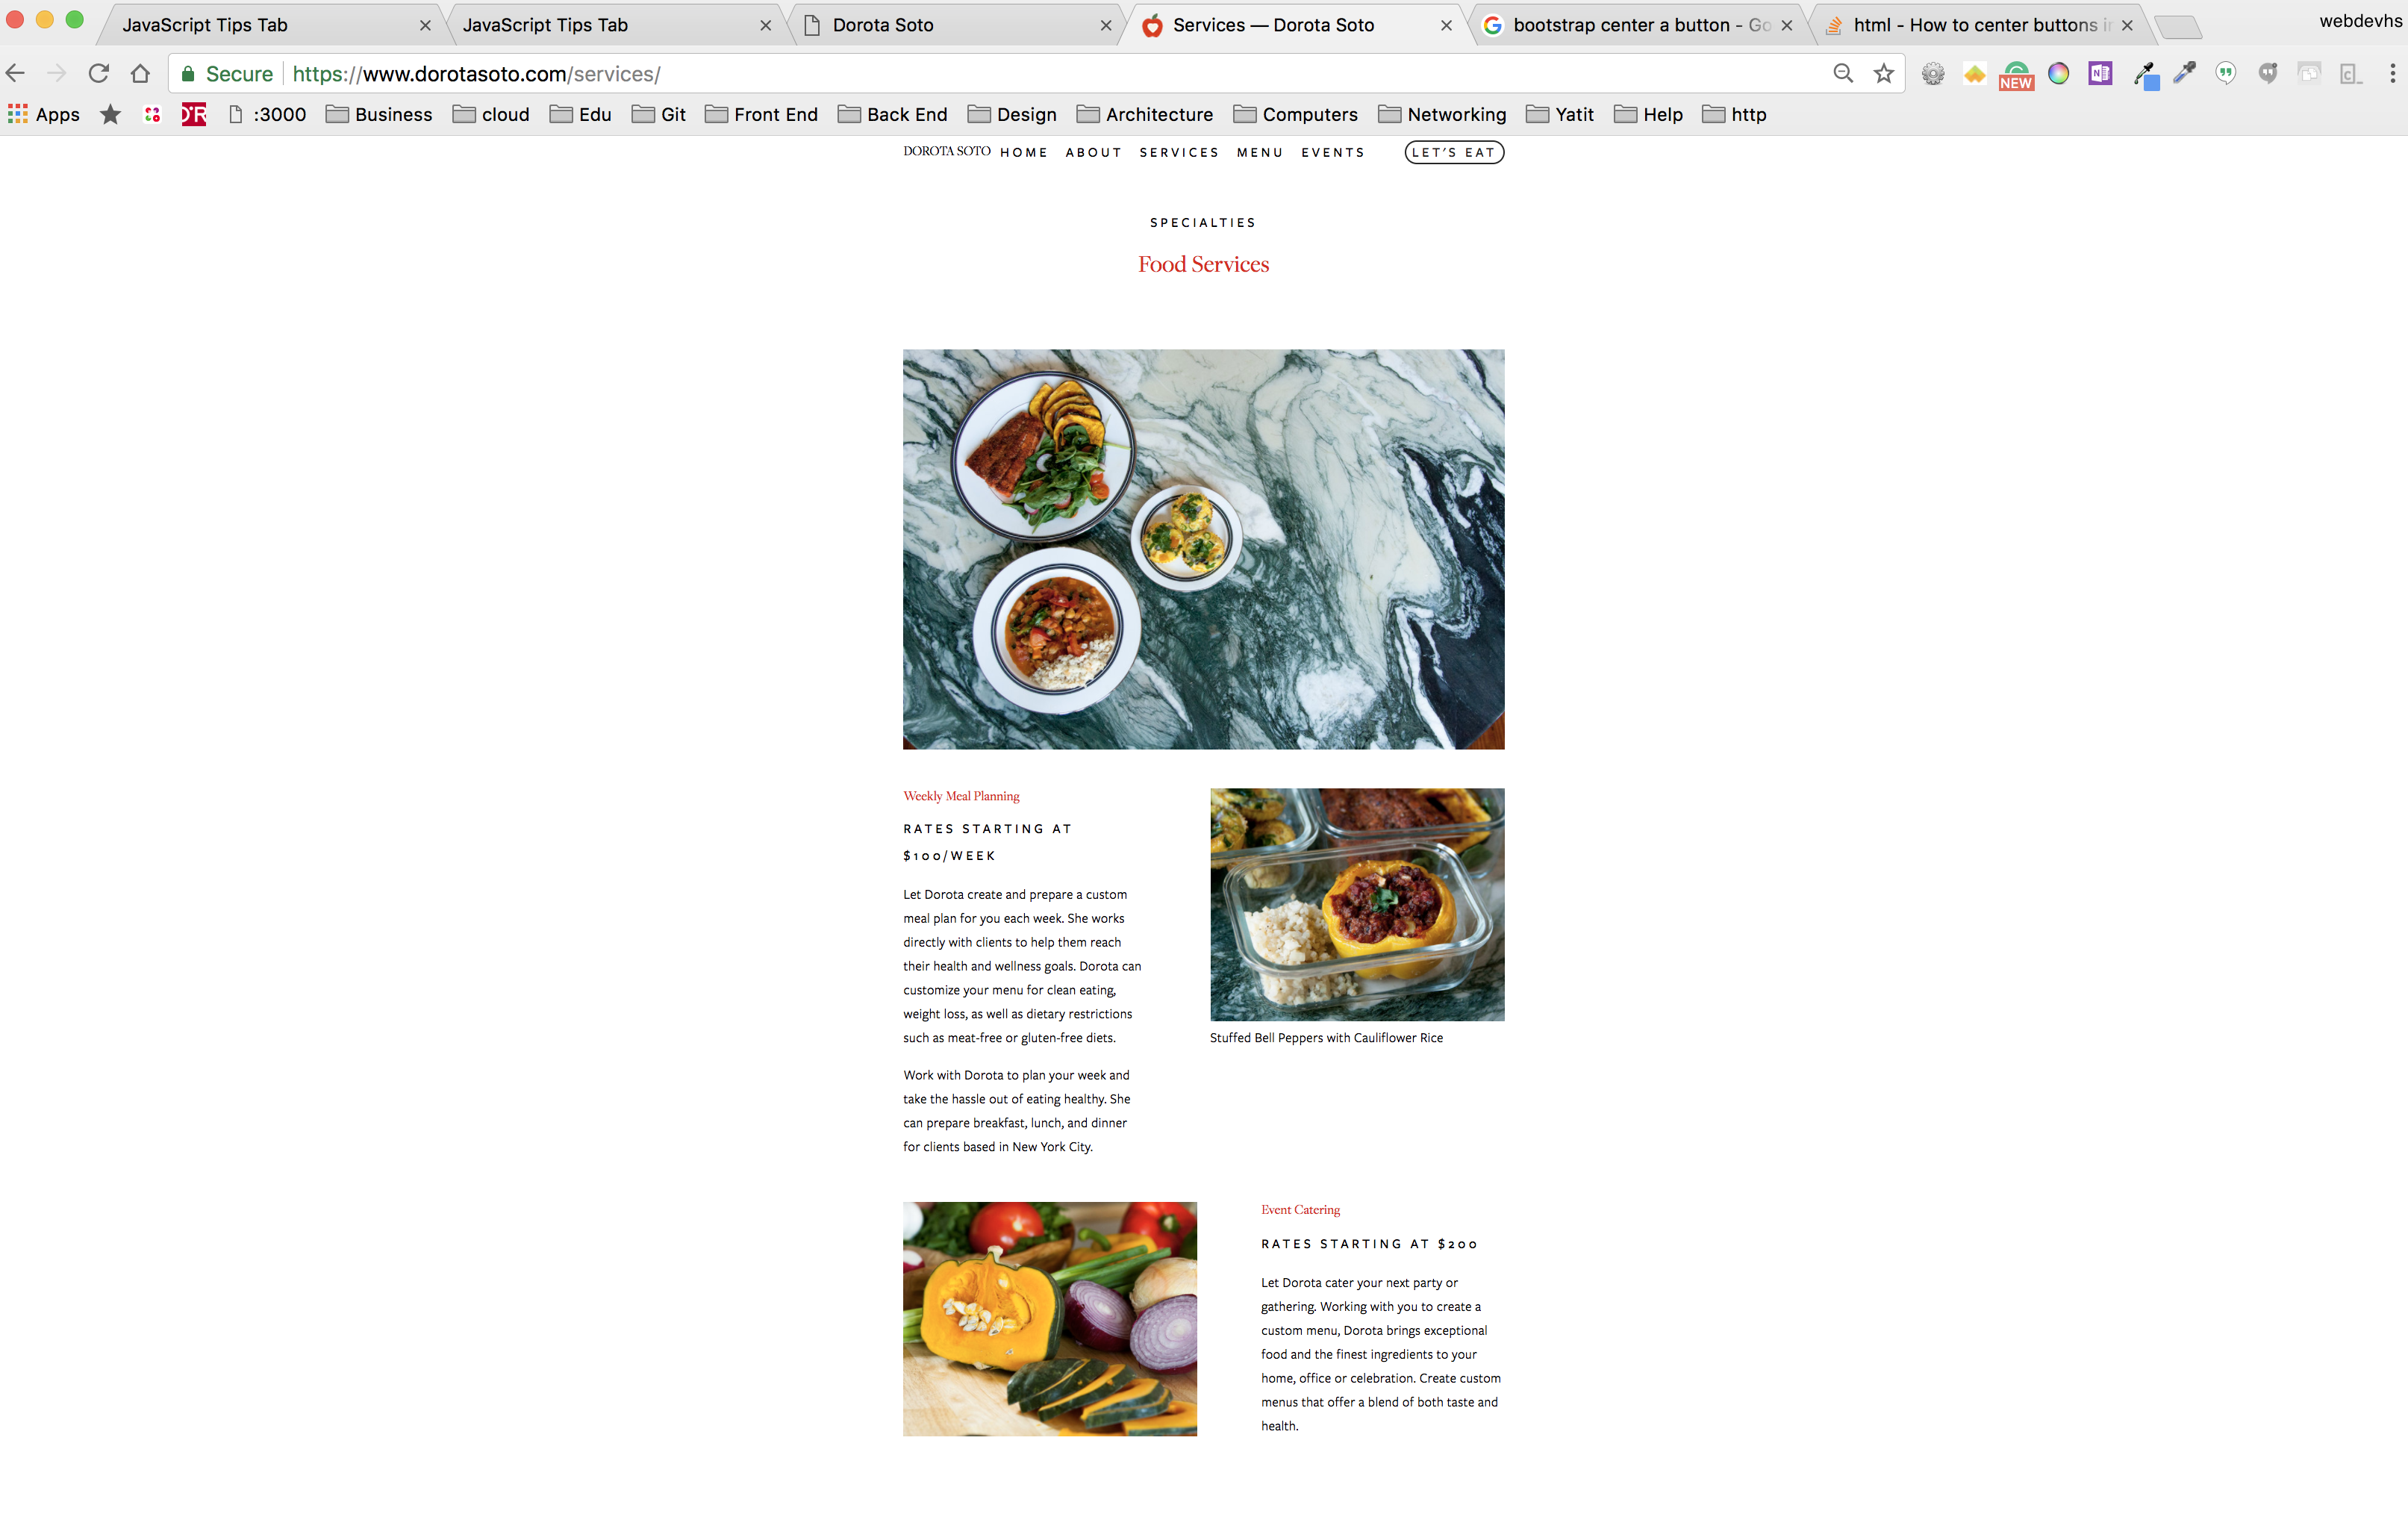 JavaScript Tips Tab
JavaScript Tips Tab
Dorota Soto
Services — Dorota Soto
bootstrap center a button - Go
html - How to center buttons in
webdevhs
Secure https://www.dorotasoto.com/services/
NEW
Apps :3000 Business cloud Edu Git Front End Back End Design Architecture Computers Networking Yatit Help http
DOROTA SOTO HOME ABOUT SERVICES MENU EVENTS LET'S EAT
SPECIALTIES
Food Services
Weekly Meal Planning
RATES STARTING AT
$100/WEEK
Let Dorota create and prepare a custom
meal plan for you each week. She works
directly with clients to help them reach
their health and wellness goals. Dorota can
customize your menu for clean eating,
weight loss, as well as dietary restrictions
such as meat-free or gluten-free diets.
Work with Dorota to plan your week and
take the hassle out of eating healthy. She
can prepare breakfast, lunch, and dinner
for clients based in New York City.
Stuffed Bell Peppers with Cauliflower Rice
Event Catering
RATES STARTING AT $200
Let Dorota cater your next party or
gathering. Working with you to create a
custom menu, Dorota brings exceptional
food and the finest ingredients to your
home, office or celebration. Create custom
menus that offer a blend of both taste and
health.